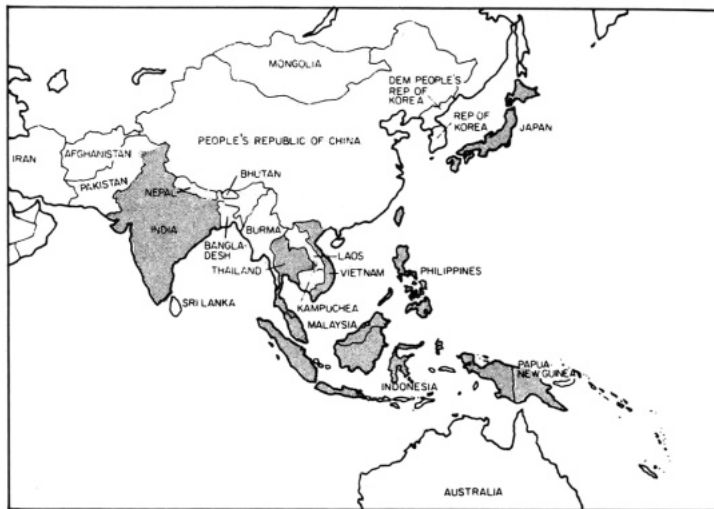 MONGOLIA
DEM PEOPLE'S
REP OF
KOREA
REP OF
KOREA
JAPAN
PEOPLE'S REPUBLIC OF CHINA
IRAN
AFGHANISTAN
PAKISTAN
NEPAL
BHUTAN
INDIA
BANGLA-
DESH
BURMA
LAOS
THAILAND
VIETNAM
PHILIPPINES
SRI LANKA
KAMPUCHEA
MALAYSIA
INDONESIA
PAPUA-
NEW GUINEA
AUSTRALIA